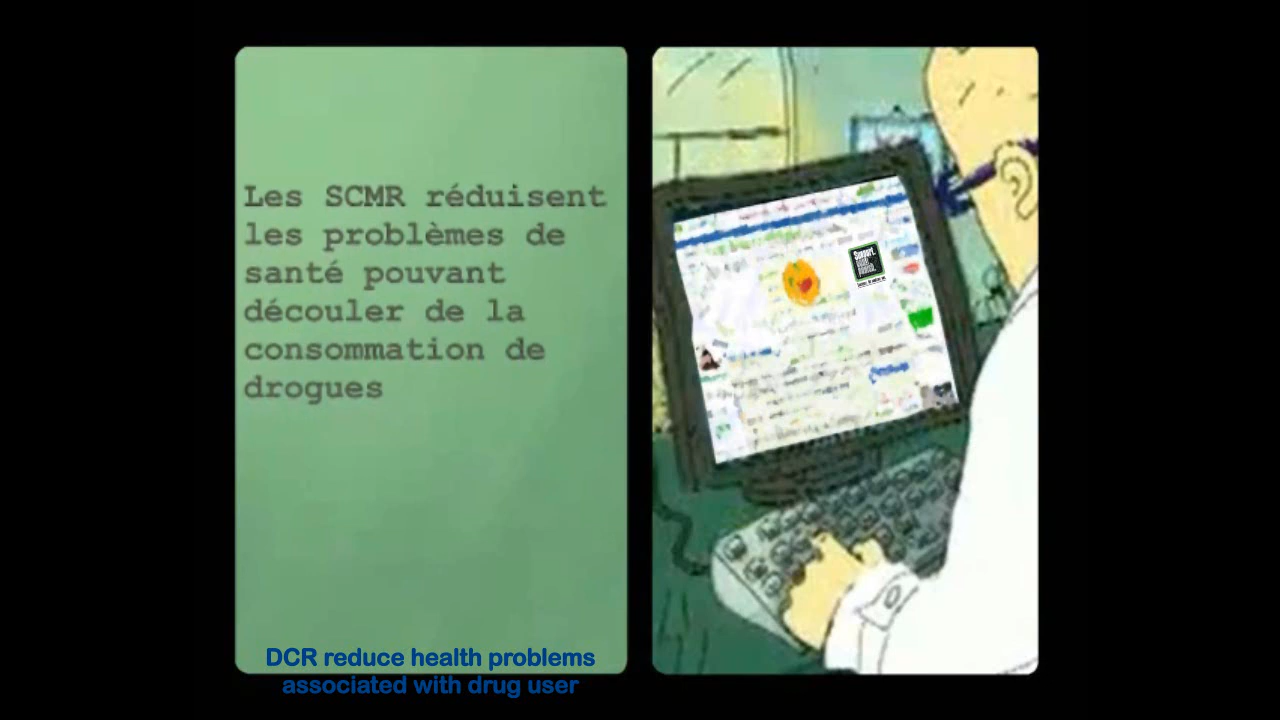 Les SCMR réduisent
les problèmes de
santé pouvant
découler de la
consommation de
drogues
Support.
DCR reduce health problems
associated with drug user